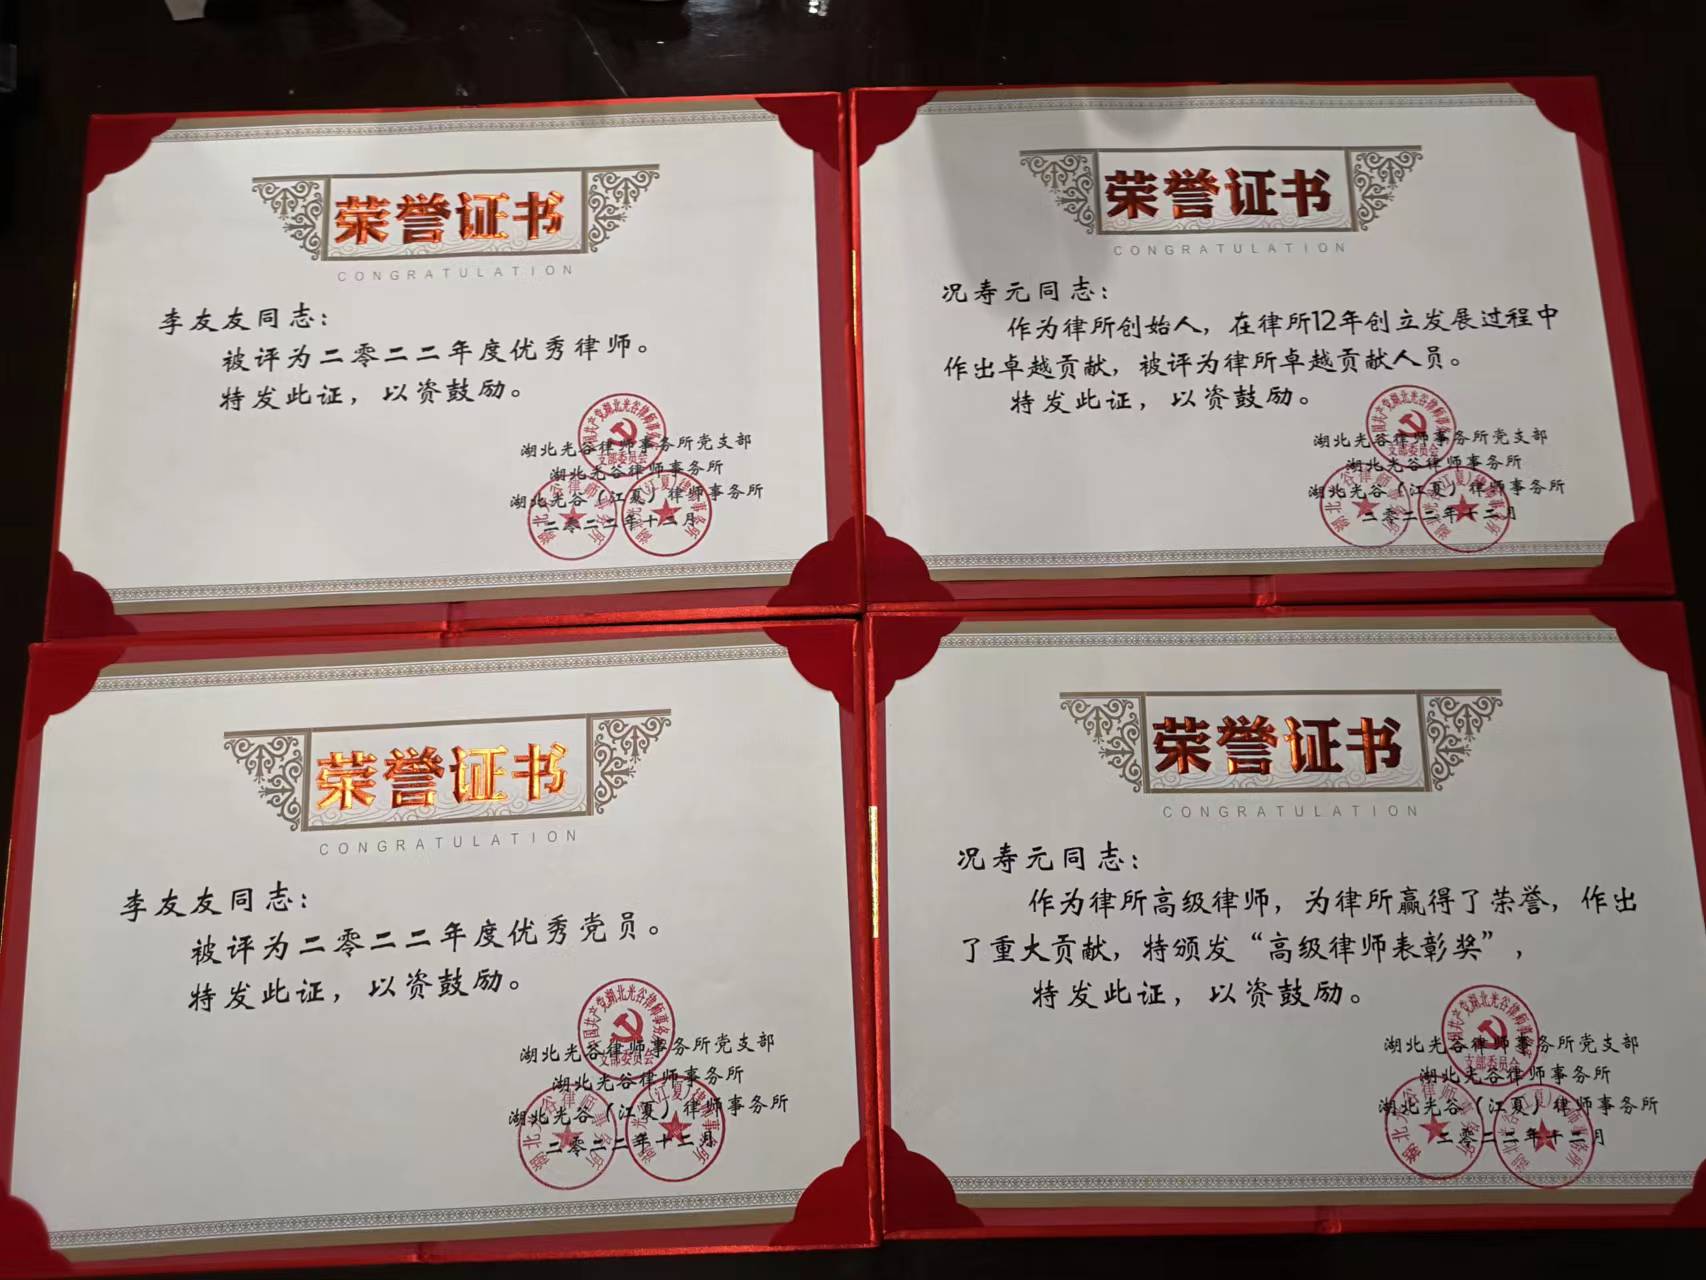 荣誉证书
CONGRATULATION
李友友同志：
被评为二零二二年度优秀律师。
特发此证，以资鼓励。
湖北光谷律师事务所党支部
湖北光谷律师事务所
湖北光谷（江夏）律师事务所
二零二二年十二月
荣誉证书
CONGRATULATION
况寿元同志：
作为律所创始人，在律所12年创立发展过程中
作出卓越贡献，被评为律所卓越贡献人员。
特发此证，以资鼓励。
湖北光谷律师事务所党支部
湖北光谷律师事务所
湖北光谷（江夏）律师事务所
二零二二年十二月
荣誉证书
CONGRATULATION
李友友同志：
被评为二零二二年度优秀党员。
特发此证，以资鼓励。
湖北光谷律师事务所党支部
湖北光谷律师事务所
湖北光谷（江夏）律师事务所
二零二二年十二月
荣誉证书
CONGRATULATION
况寿元同志：
作为律所高级律师，为律所赢得了荣誉，作出
了重大贡献，特颁发“高级律师表彰奖”，
特发此证，以资鼓励。
湖北光谷律师事务所党支部
湖北光谷律师事务所
湖北光谷（江夏）律师事务所
二零二二年十二月